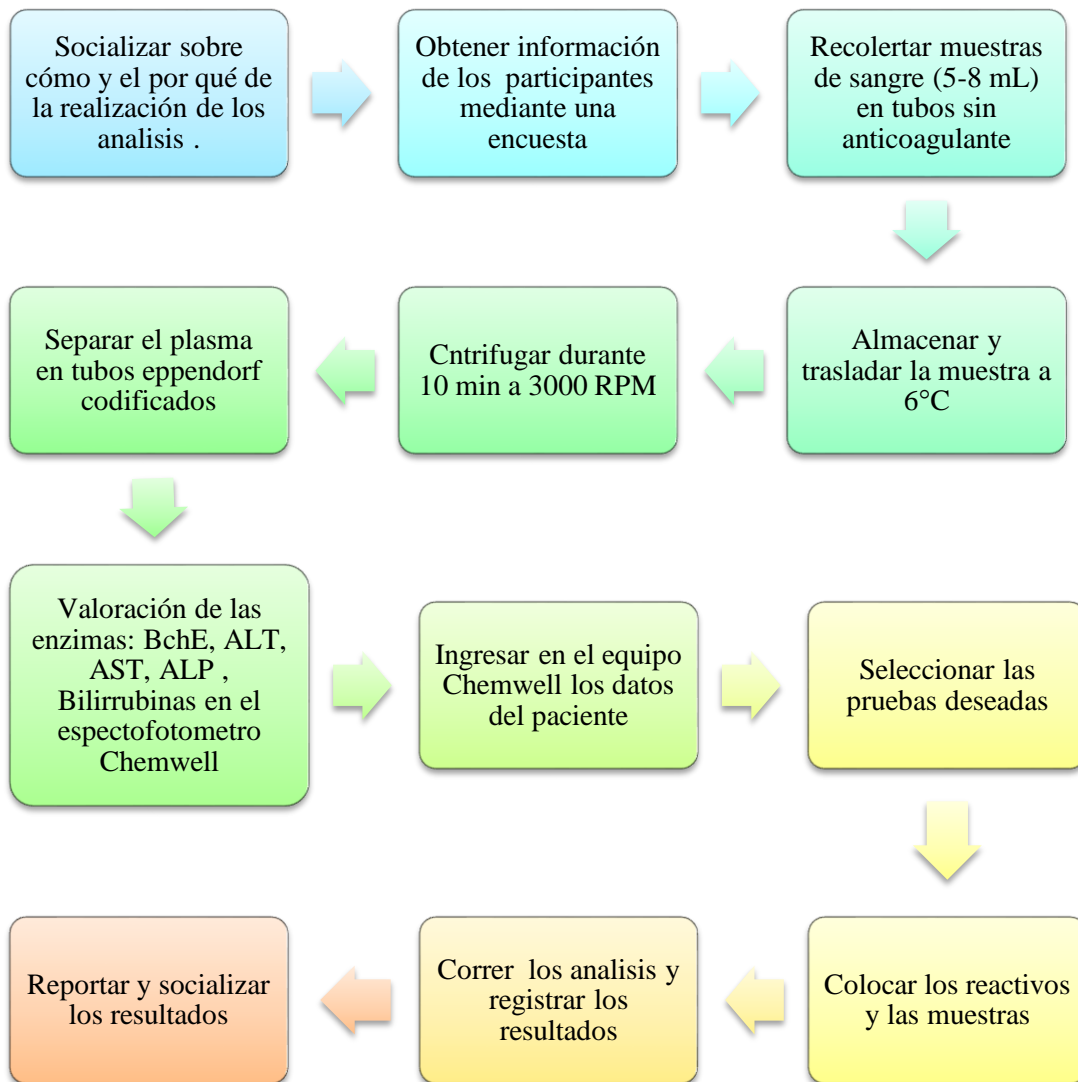 Socializar sobre
cómo y el por qué de
la realización de los
analisis .
Obtener información
de los participantes
mediante una
encuesta
Recolertar muestras
de sangre (5-8 mL)
en tubos sin
anticoagulante
Almacenar y
trasladar la muestra a
6°C
Cntrifugar durante
10 min a 3000 RPM
Separar el plasma
en tubos eppendorf
codificados
Valoración de las
enzimas: BchE, ALT,
AST, ALP ,
Bilirrubinas en el
espectofotometro
Chemwell
Ingresar en el equipo
Chemwell los datos
del paciente
Seleccionar las
pruebas deseadas
Colocar los reactivos
y las muestras
Correr los analisis y
registrar los
resultados
Reportar y socializar
los resultados